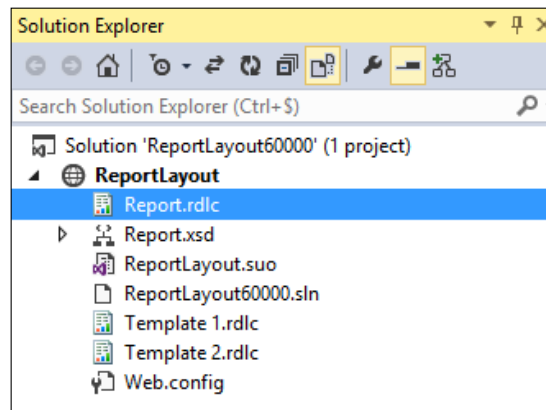 Solution Explorer
Search Solution Explorer (Ctrl+$)
Solution 'ReportLayout60000' (1 project)
ReportLayout
Report.rdlc
Report.xsd
ReportLayout.suo
ReportLayout60000.sln
Template 1.rdlc
Template 2.rdlc
Web.config